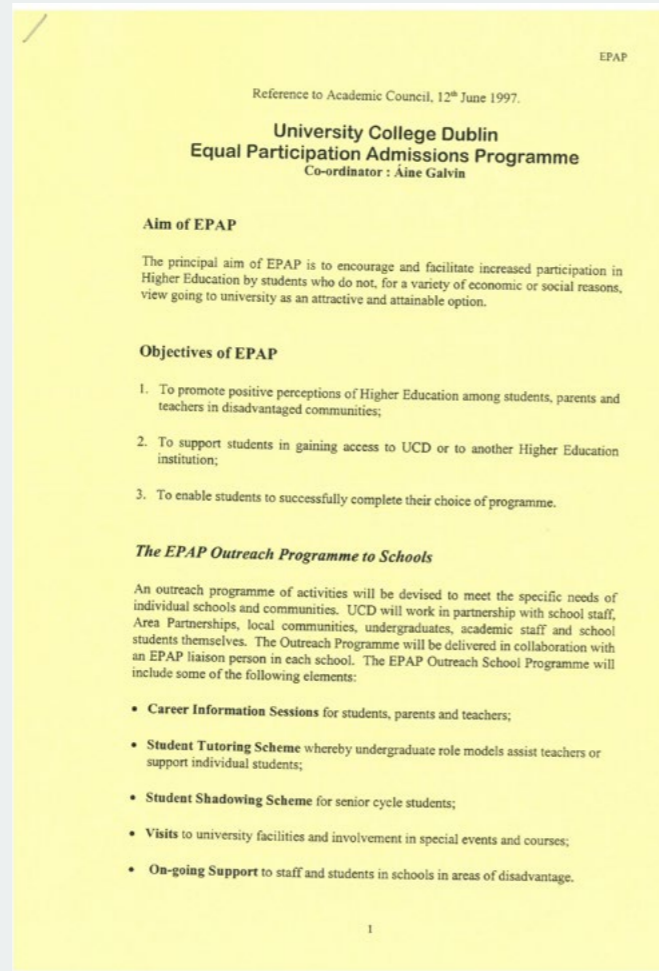 EPAP
Reference to Academic Council, 12th June 1997.
University College Dublin
Equal Participation Admissions Programme
Co-ordinator : Áine Galvin
Aim of EPAP
The principal aim of EPAP is to encourage and facilitate increased participation in
Higher Education by students who do not, for a variety of economic or social reasons,
view going to university as an attractive and attainable option.
Objectives of EPAP
1. To promote positive perceptions of Higher Education among students, parents and
teachers in disadvantaged communities;
2. To support students in gaining access to UCD or to another Higher Education
institution;
3. To enable students to successfully complete their choice of programme.
The EPAP Outreach Programme to Schools
An outreach programme of activities will be devised to meet the specific needs of
individual schools and communities. UCD will work in partnership with school staff,
Area Partnerships, local communities, undergraduates, academic staff and school
students themselves. The Outreach Programme will be delivered in collaboration with
an EPAP liaison person in each school. The EPAP Outreach School Programme will
include some of the following elements:
• Career Information Sessions for students, parents and teachers;
• Student Tutoring Scheme whereby undergraduate role models assist teachers or
support individual students;
• Student Shadowing Scheme for senior cycle students;
• Visits to university facilities and involvement in special events and courses;
• On-going Support to staff and students in schools in areas of disadvantage.
1